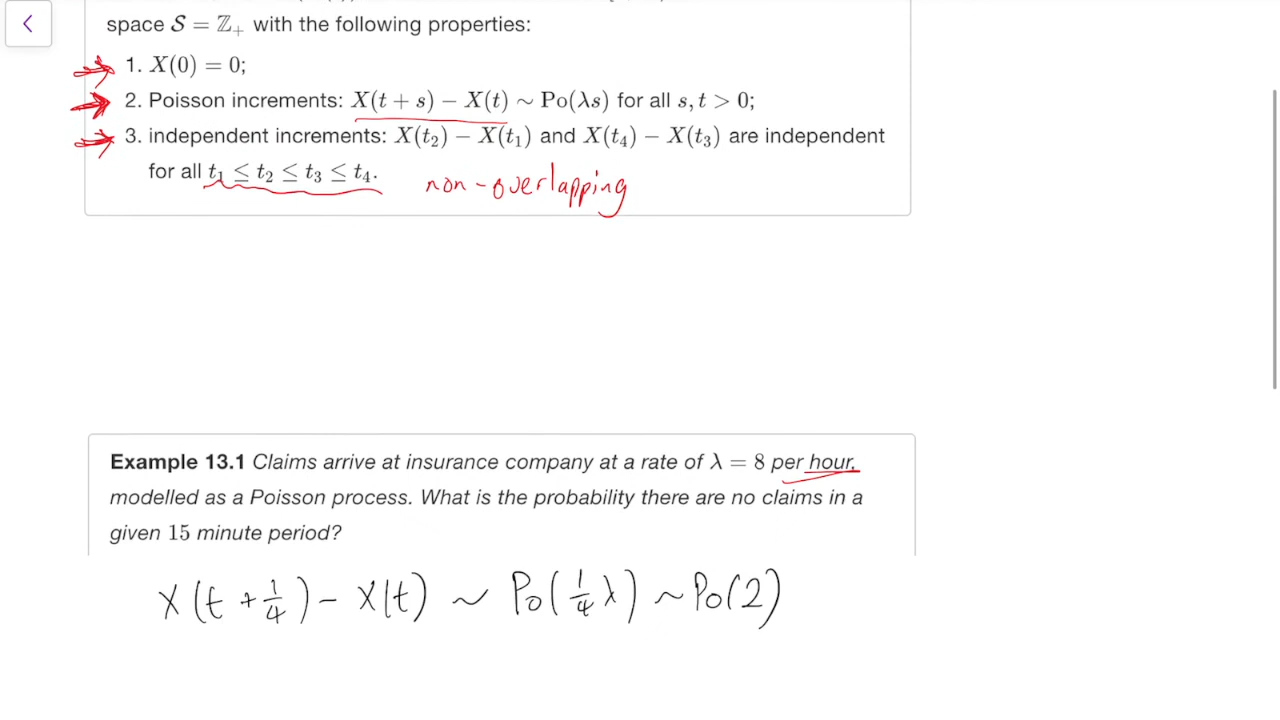 space 𝒮 = ℤ₊ with the following properties:
1. X(0) = 0;
2. Poisson increments: X(t + s) − X(t) ∼ Po(λs) for all s, t > 0;
3. independent increments: X(t₂) − X(t₁) and X(t₄) − X(t₃) are independent
for all t₁ ≤ t₂ ≤ t₃ ≤ t₄. non-overlapping
Example 13.1 Claims arrive at insurance company at a rate of λ = 8 per hour,
modelled as a Poisson process. What is the probability there are no claims in a
given 15 minute period?
X(t + 1/4) − X(t) ∼ Po(1/4 λ) ∼ Po(2)